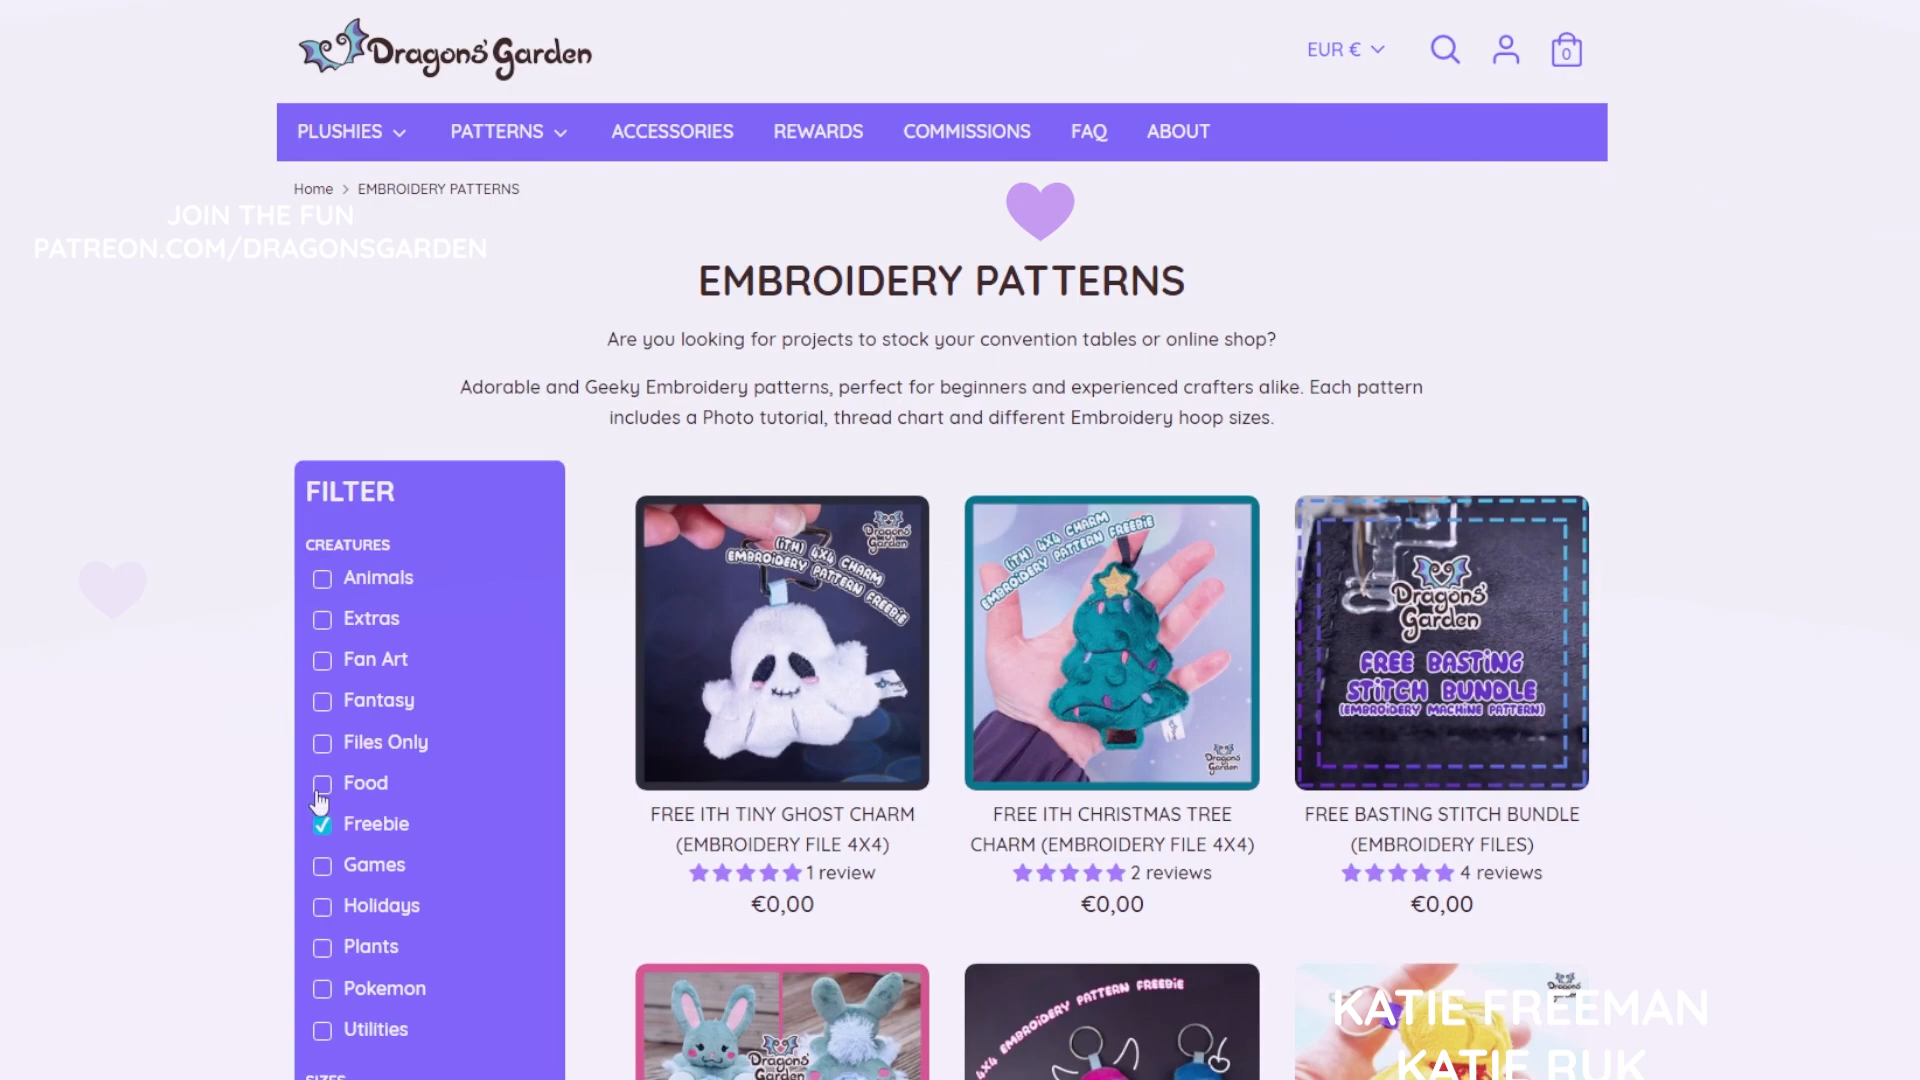 Dragons' Garden
EUR €
0
PLUSHIES
PATTERNS
ACCESSORIES
REWARDS
COMMISSIONS
FAQ
ABOUT
Home > EMBROIDERY PATTERNS
JOIN THE FUN
PATREON.COM/DRAGONSGARDEN
EMBROIDERY PATTERNS
Are you looking for projects to stock your convention tables or online shop?
Adorable and Geeky Embroidery patterns, perfect for beginners and experienced crafters alike. Each pattern
includes a Photo tutorial, thread chart and different Embroidery hoop sizes.
FILTER
CREATURES
Animals
Extras
Fan Art
Fantasy
Files Only
Food
Freebie
Games
Holidays
Plants
Pokemon
Utilities
Dragons'
Garden
(ITH) 4X4 CHARM
EMBROIDERY PATTERN FREEBIE
FREE ITH TINY GHOST CHARM
(EMBROIDERY FILE 4X4)
1 review
€0,00
(ITH) 4X4 CHARM
EMBROIDERY PATTERN FREEBIE
Dragons'
Garden
FREE ITH CHRISTMAS TREE
CHARM (EMBROIDERY FILE 4X4)
2 reviews
€0,00
Dragons'
Garden
FREE BASTING
STITCH BUNDLE
(EMBROIDERY MACHINE PATTERN)
FREE BASTING STITCH BUNDLE
(EMBROIDERY FILES)
4 reviews
€0,00
Dragons'
Garden
4X4 EMBROIDERY PATTERN FREEBIE
KATIE FREEMAN
KATIE RUK